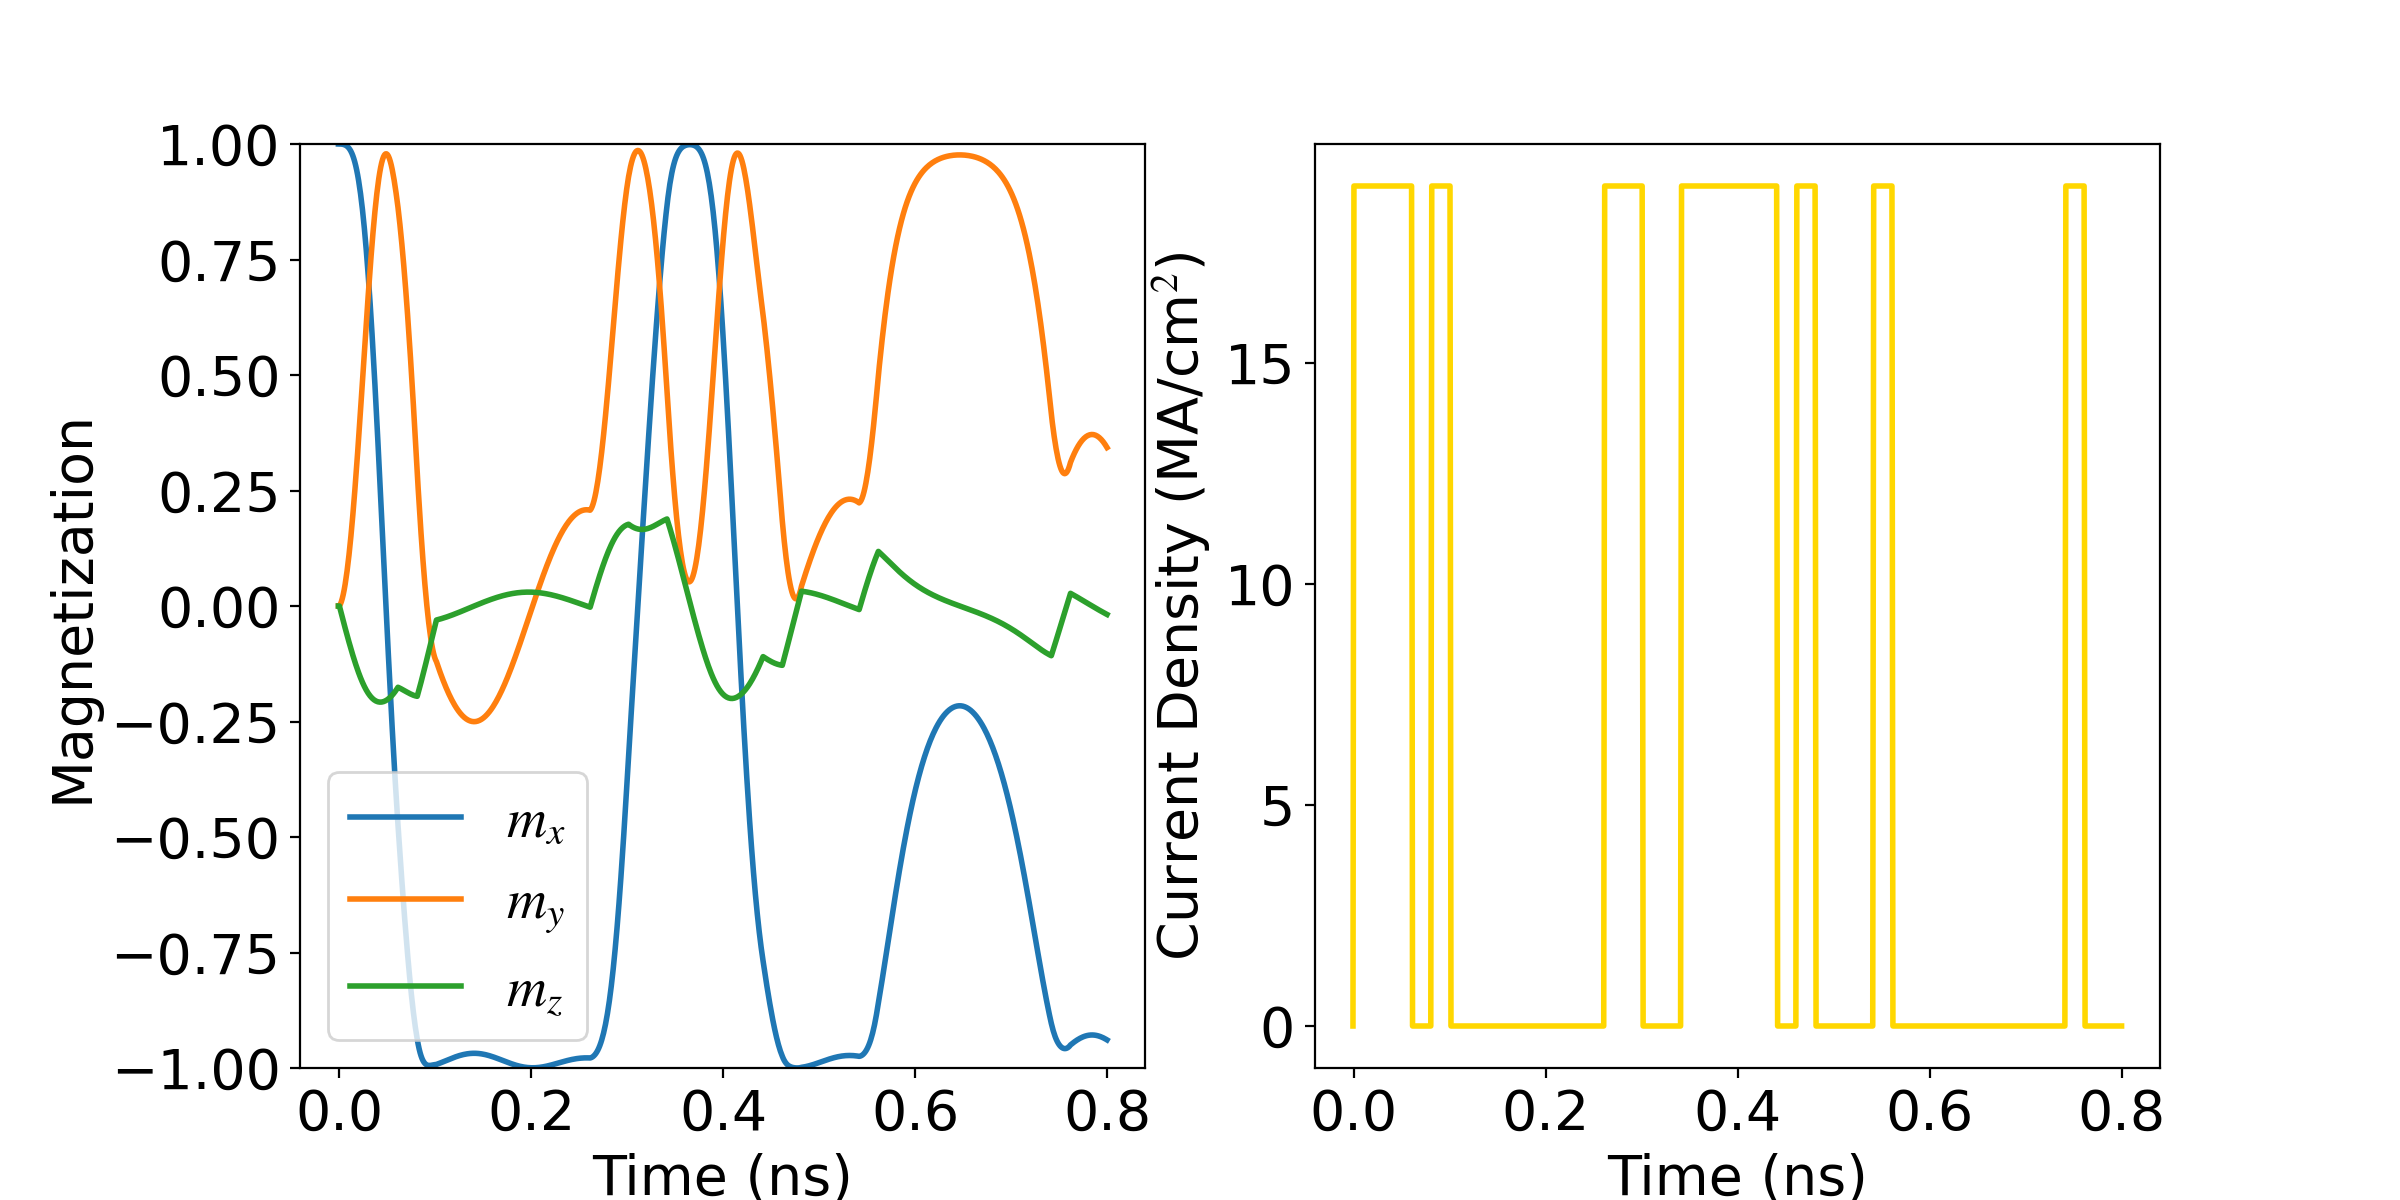 Magnetization
1.00
0.75
0.50
0.25
0.00
−0.25
−0.50
−0.75
−1.00
m_x
m_y
m_z
0.0 0.2 0.4 0.6 0.8
Time (ns)
Current Density (MA/cm²)
15
10
5
0
0.0 0.2 0.4 0.6 0.8
Time (ns)